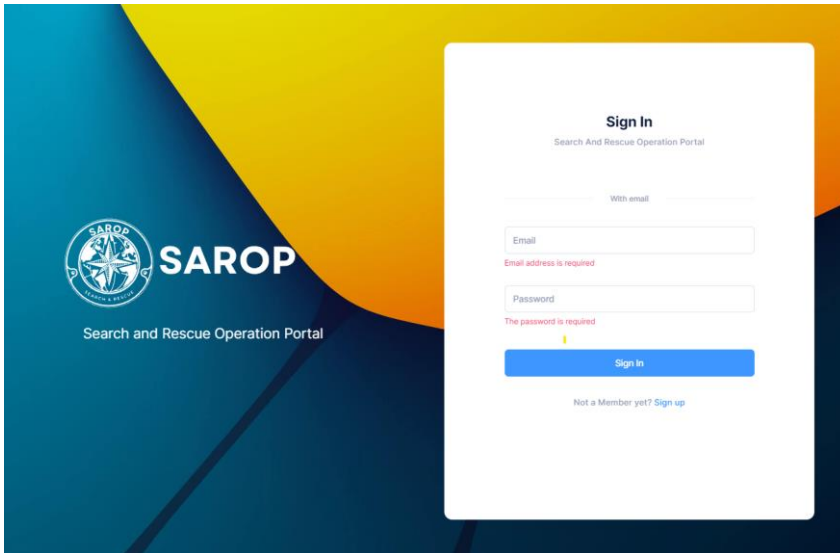 SAROP
SEARCH & RESCUE
SAROP
Search and Rescue Operation Portal
Sign In
Search And Rescue Operation Portal
With email
Email
Email address is required
Password
The password is required
Sign In
Not a Member yet? Sign up